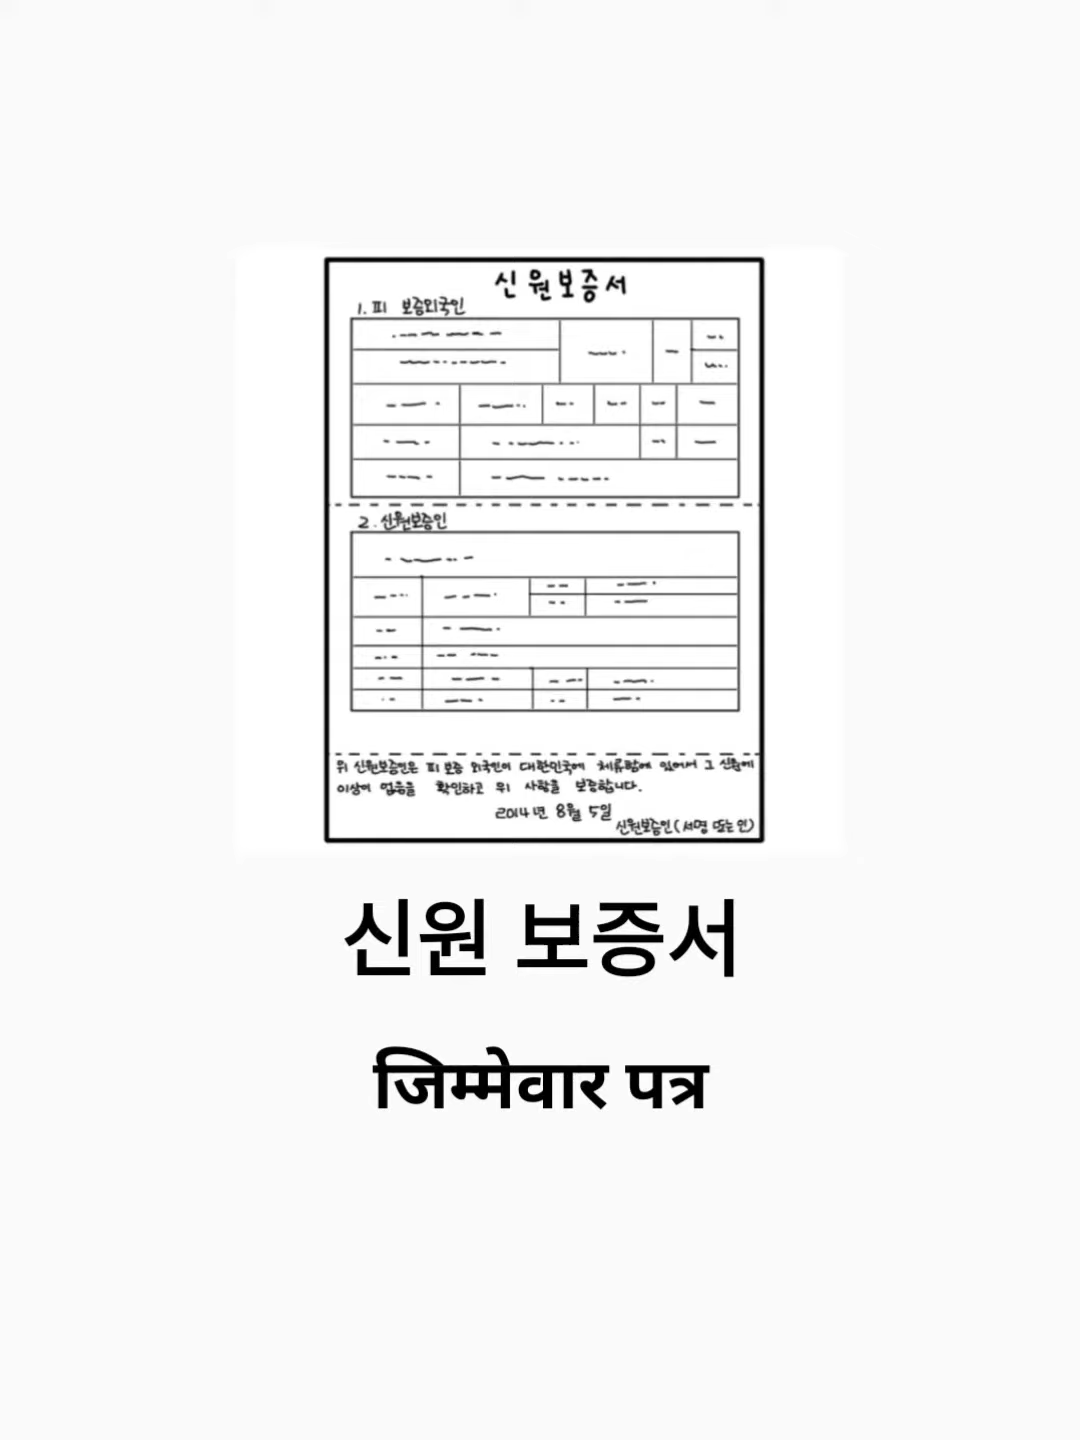 신원보증서
1. 피 보증외국인
2. 신원보증인
위 신원보증인은 피 보증 외국인이 대한민국에 체류함에 있어서 그 신원에
이상이 없음을 확인하고 위 사항을 보증합니다.
2014년 8월 5일
신원보증인(서명 또는 인)
신원 보증서
जिम्मेवार पत्र